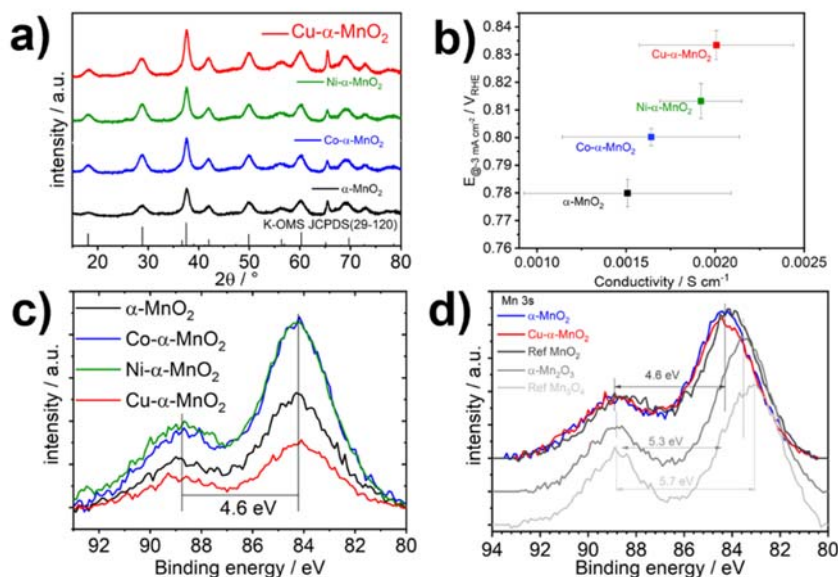 a)
Cu-α-MnO₂
Ni-α-MnO₂
Co-α-MnO₂
α-MnO₂
K-OMS JCPDS(29-120)
intensity / a.u.
20 30 40 50 60 70 80
2θ / °
b)
0.84
0.83
0.82
0.81
0.80
0.79
0.78
0.77
0.76
E@-3 mA cm⁻² / V_RHE
Cu-α-MnO₂
Ni-α-MnO₂
Co-α-MnO₂
α-MnO₂
0.0010 0.0015 0.0020 0.0025
Conductivity / S cm⁻¹
c)
α-MnO₂
Co-α-MnO₂
Ni-α-MnO₂
Cu-α-MnO₂
4.6 eV
intensity / a.u.
92 90 88 86 84 82 80
Binding energy / eV
d)
Mn 3s
α-MnO₂
Cu-α-MnO₂
Ref MnO₂
α-Mn₂O₃
Ref Mn₃O₄
4.6 eV
5.3 eV
5.7 eV
intensity / a.u.
94 92 90 88 86 84 82 80
Binding energy / eV